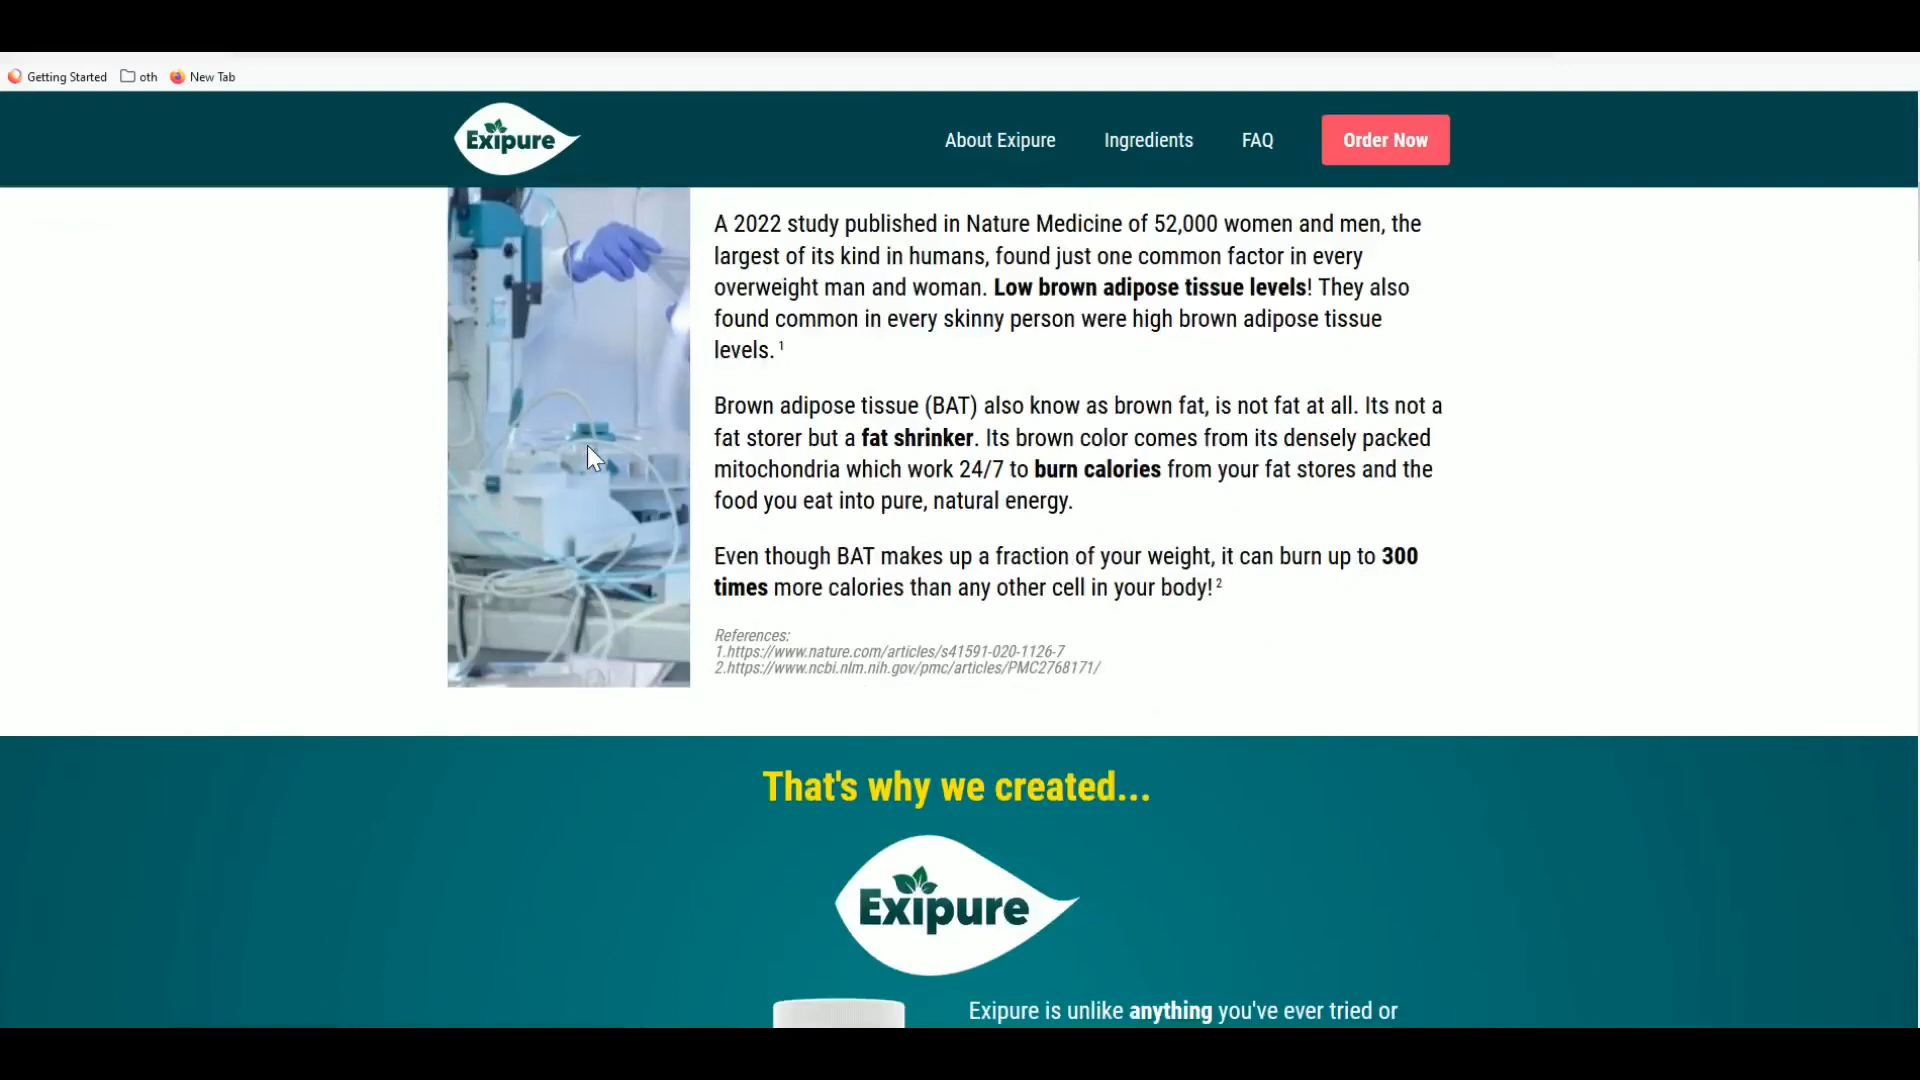 Getting Started oth New Tab
Exipure About Exipure Ingredients FAQ Order Now
A 2022 study published in Nature Medicine of 52,000 women and men, the
largest of its kind in humans, found just one common factor in every
overweight man and woman. Low brown adipose tissue levels! They also
found common in every skinny person were high brown adipose tissue
levels. 1
Brown adipose tissue (BAT) also know as brown fat, is not fat at all. Its not a
fat storer but a fat shrinker. Its brown color comes from its densely packed
mitochondria which work 24/7 to burn calories from your fat stores and the
food you eat into pure, natural energy.
Even though BAT makes up a fraction of your weight, it can burn up to 300
times more calories than any other cell in your body! 2
References:
1.https://www.nature.com/articles/s41591-020-1126-7
2.https://www.ncbi.nlm.nih.gov/pmc/articles/PMC2768171/
That's why we created...
Exipure
Exipure is unlike anything you've ever tried or